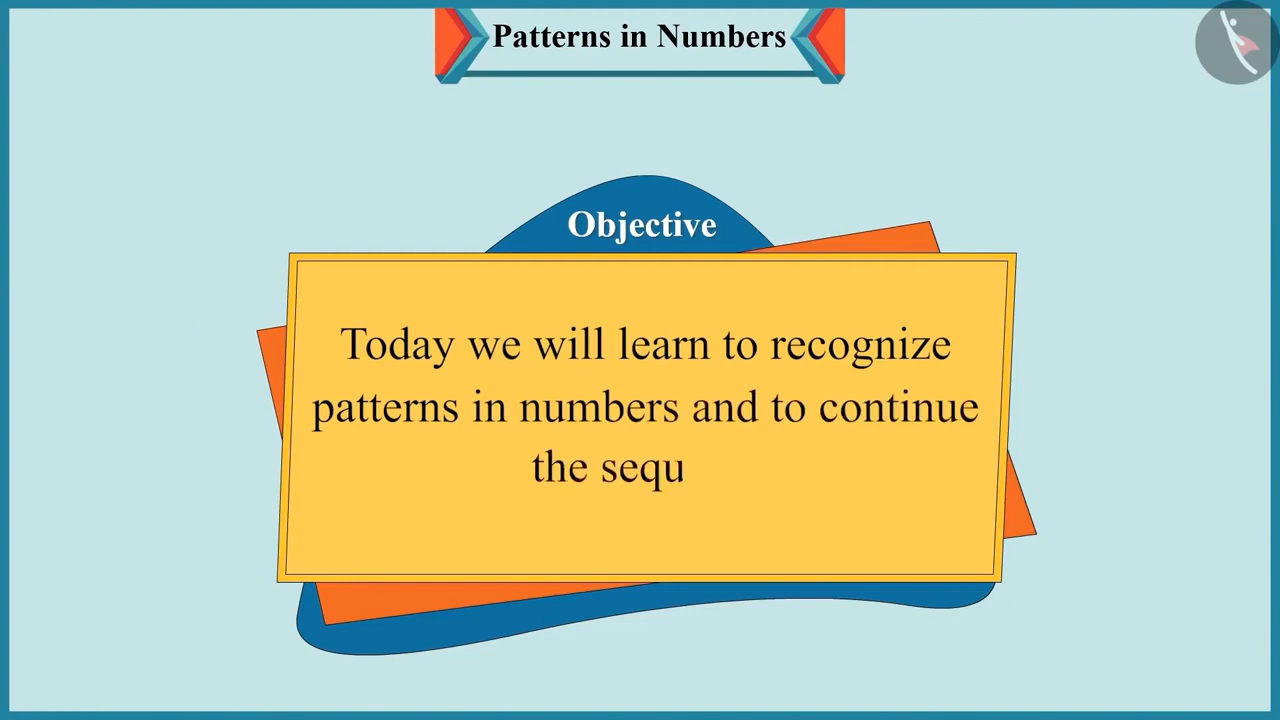 Patterns in Numbers
Objective
Today we will learn to recognize
patterns in numbers and to continue
the sequ